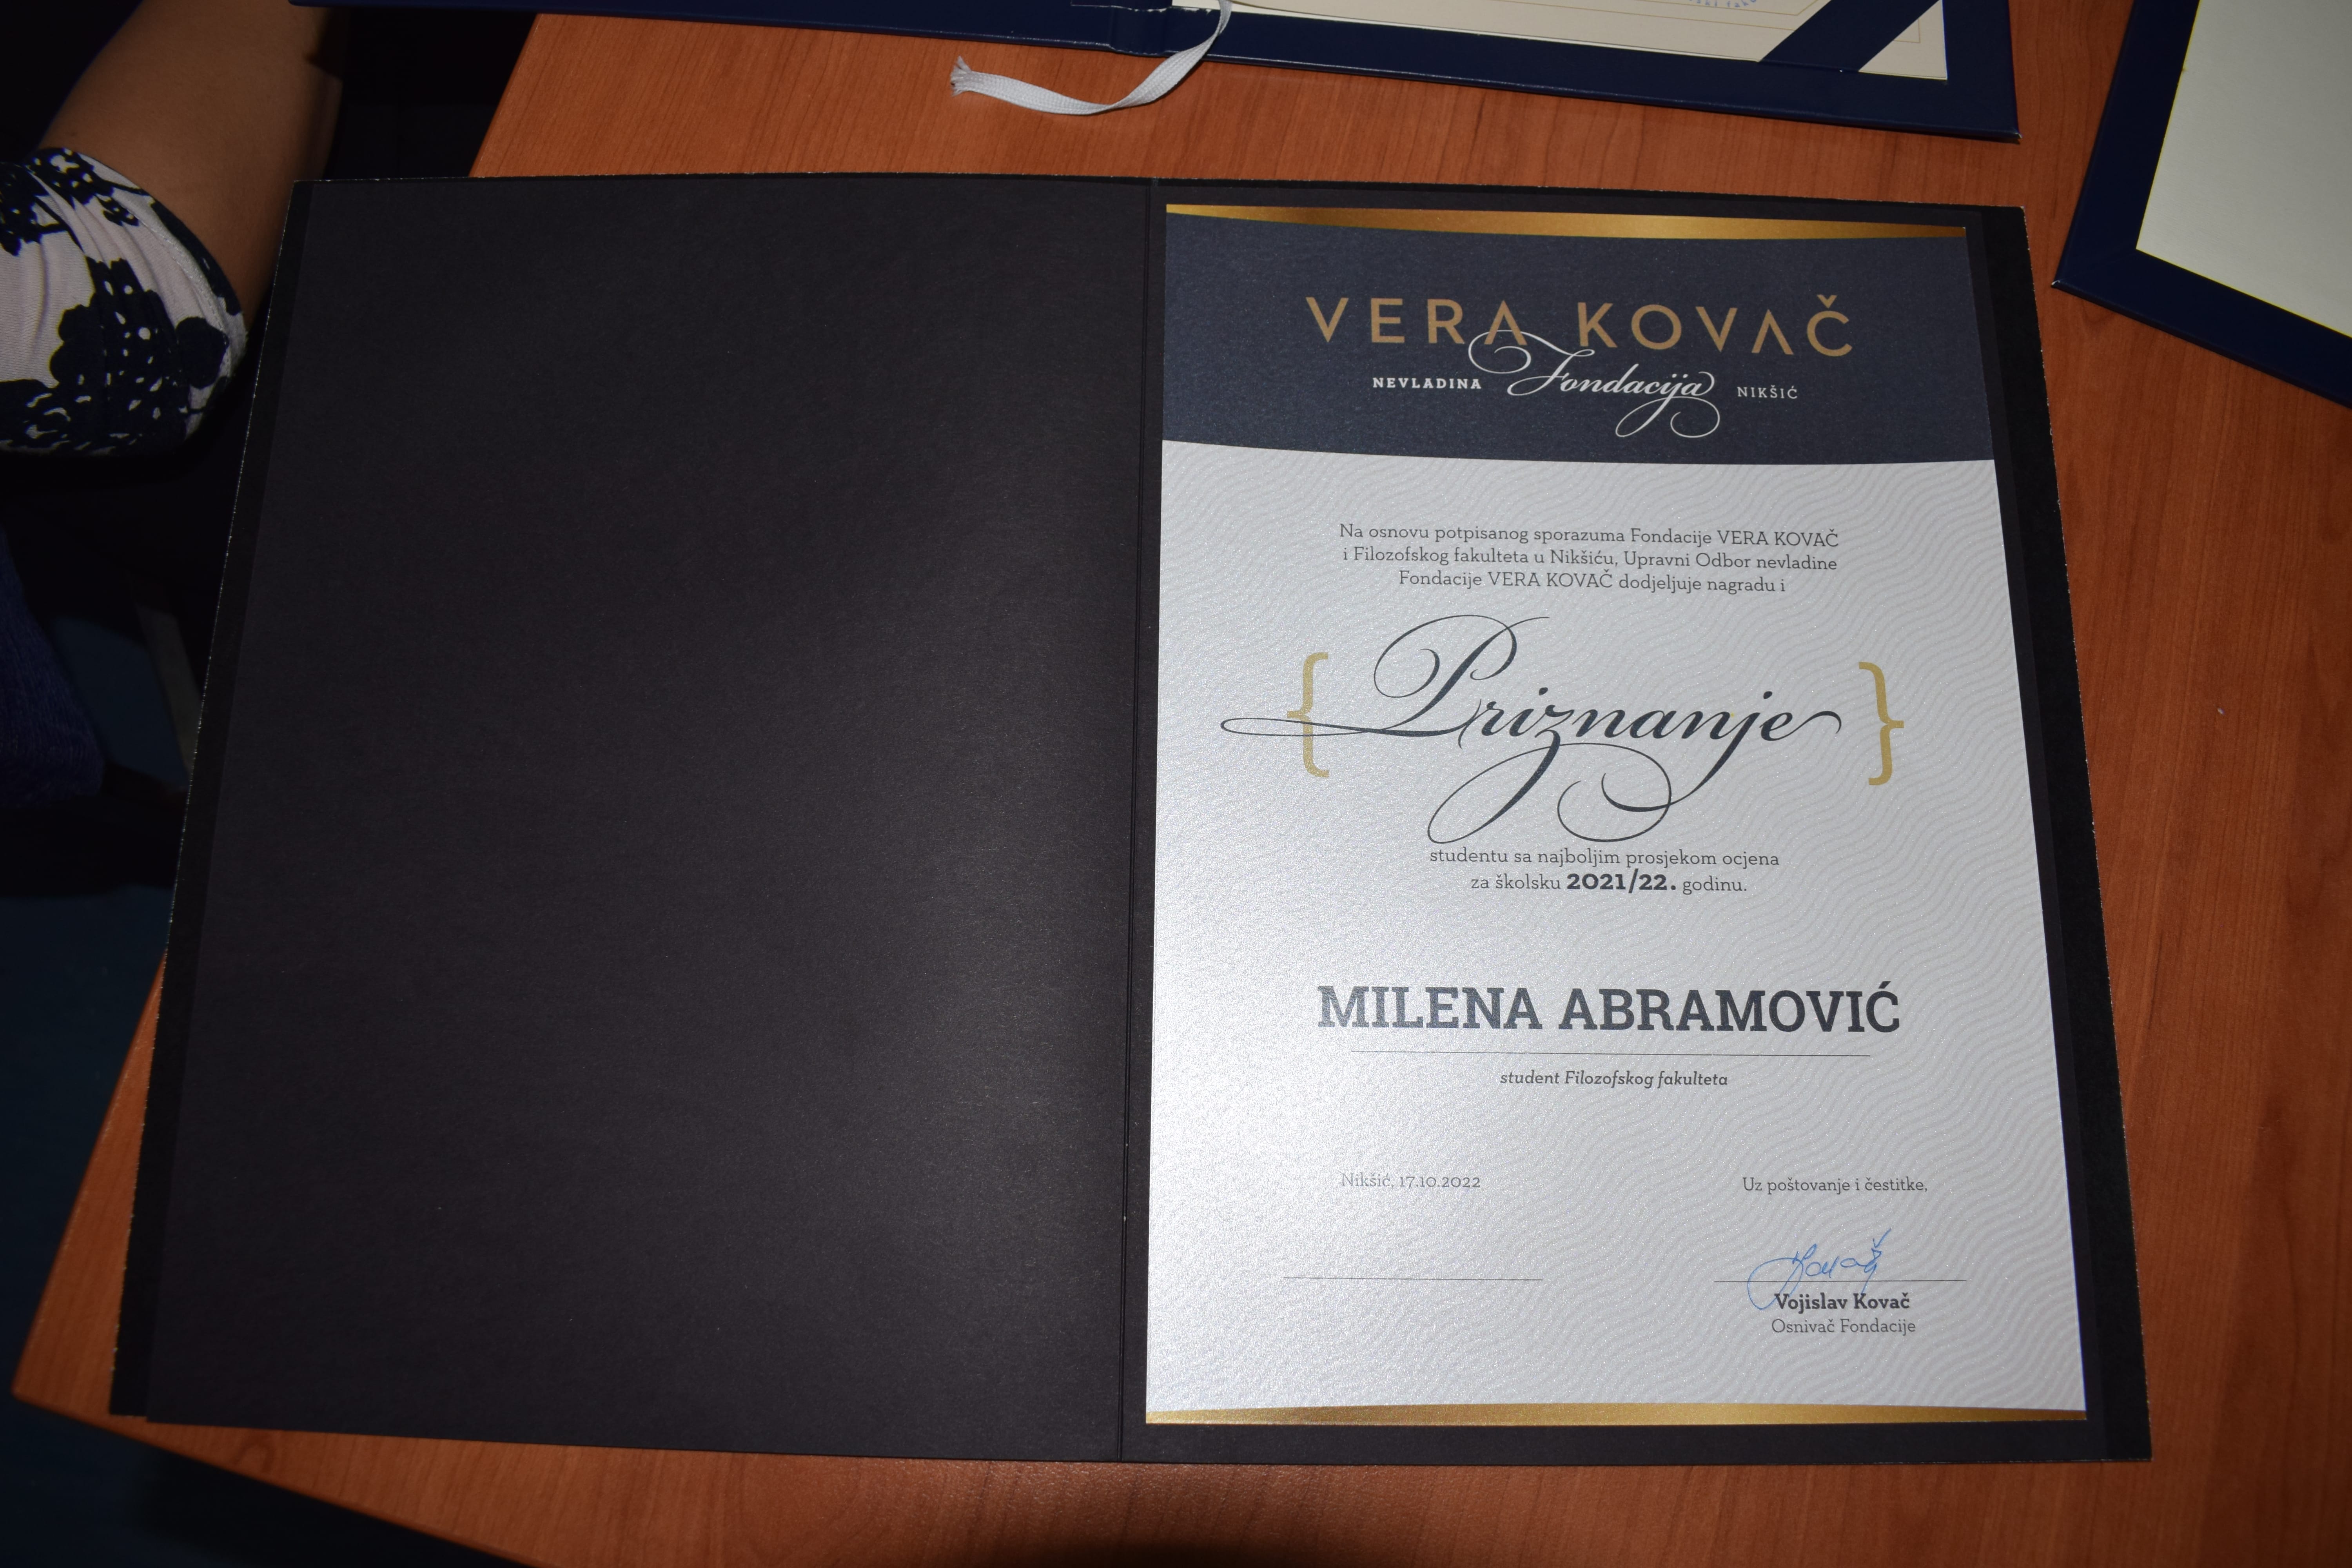 VERA KOVAČ
NEVLADINA Fondacija NIKŠIĆ
Na osnovu potpisanog sporazuma Fondacije VERA KOVAČ
i Filozofskog fakulteta u Nikšiću, Upravni Odbor nevladine
Fondacije VERA KOVAČ dodjeljuje nagradu i
{ Priznanje }
studentu sa najboljim prosjekom ocjena
za školsku 2021/22. godinu.
MILENA ABRAMOVIĆ
student Filozofskog fakulteta
Nikšić, 17.10.2022
Uz poštovanje i čestitke,
Kovač
Vojislav Kovač
Osnivač Fondacije